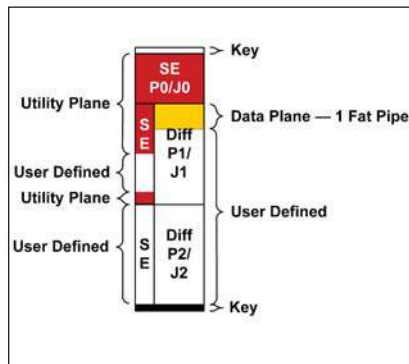 Key
SE
P0/J0
Utility Plane
Data Plane — 1 Fat Pipe
S
E
Diff
P1/
J1
User Defined
Utility Plane
User Defined
User Defined
S
E
Diff
P2/
J2
Key